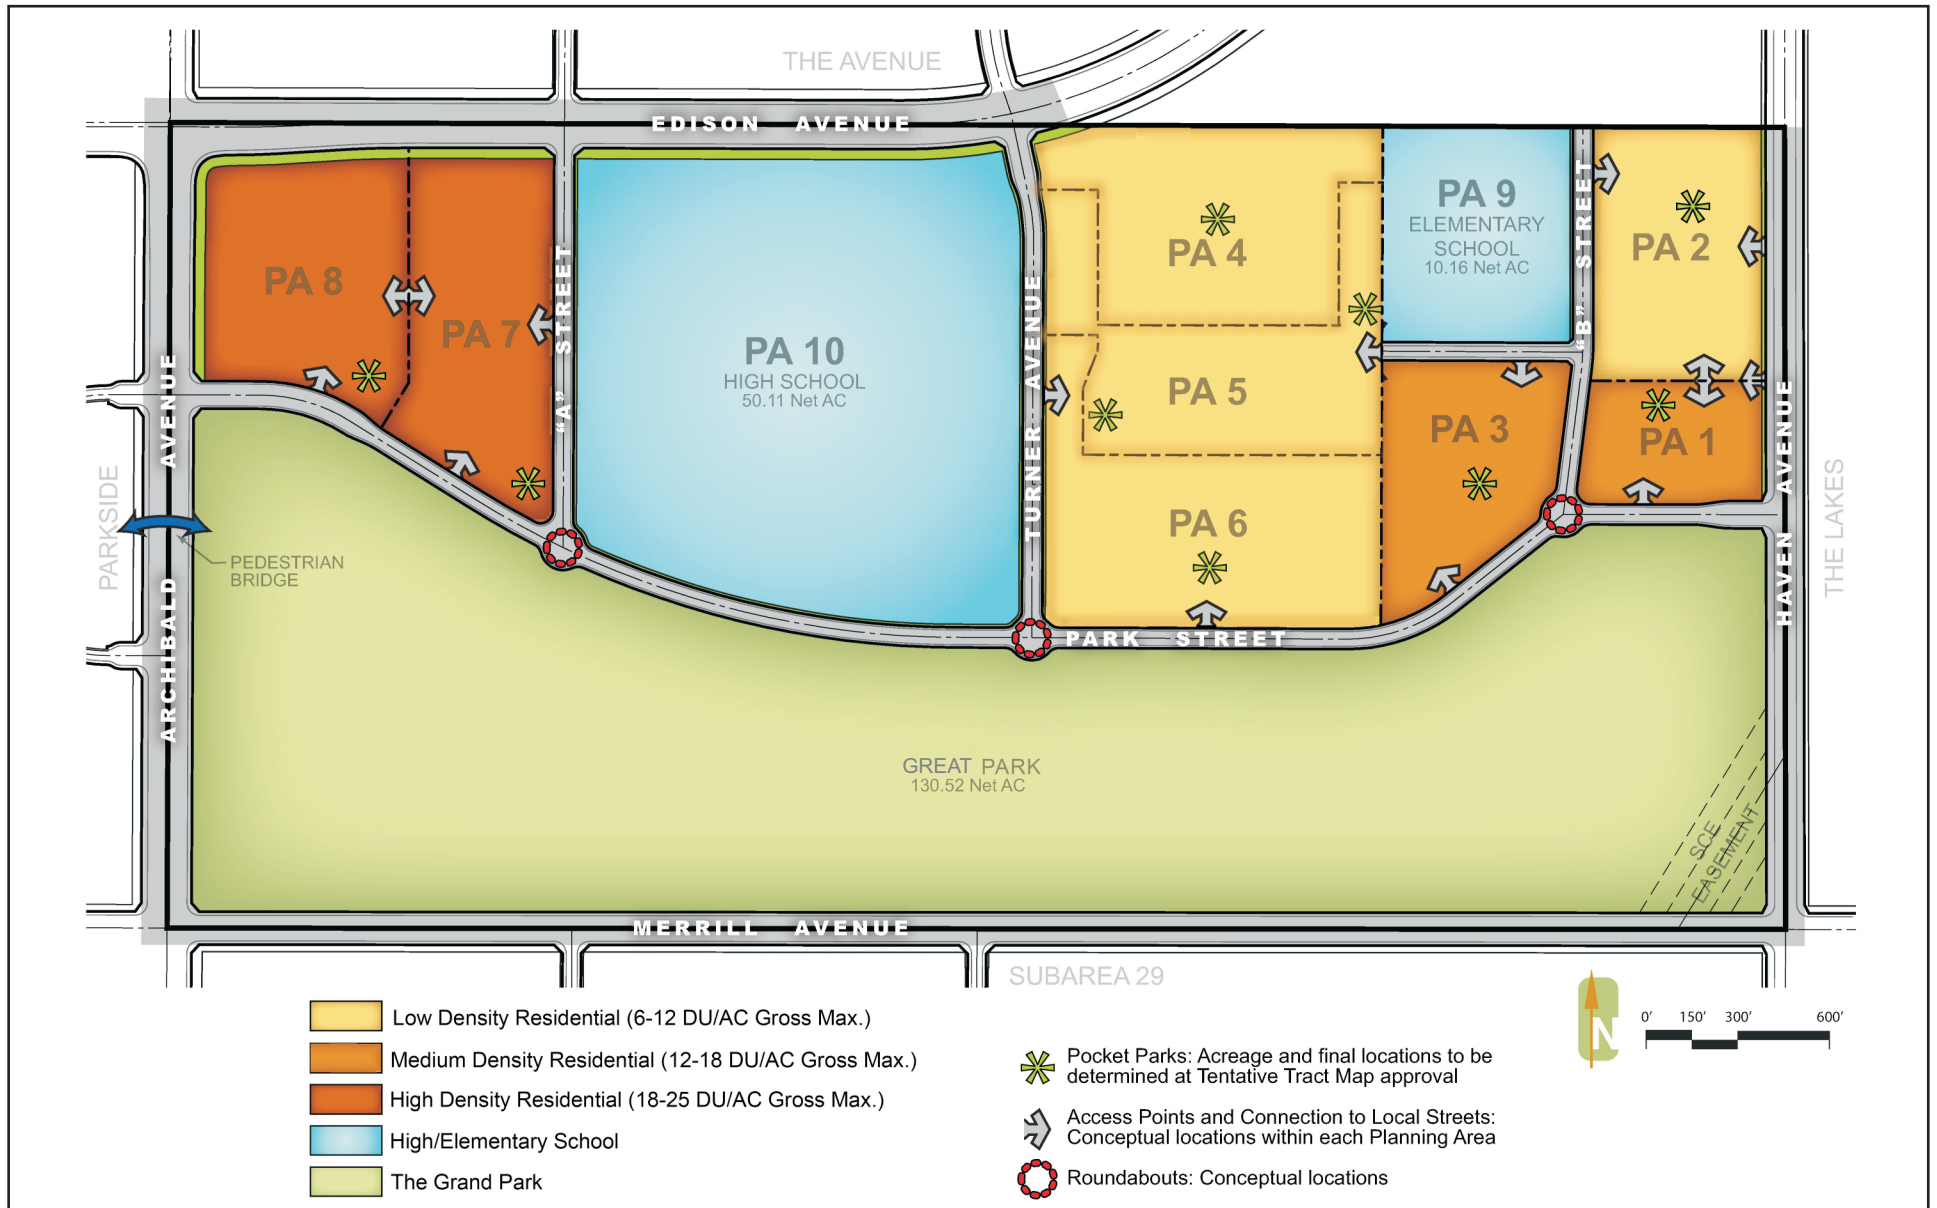 THE AVENUE
EDISON AVENUE
PA 8
PA 7
"A" STREET
PA 10
HIGH SCHOOL
50.11 Net AC
TURNER AVENUE
PA 4
PA 5
PA 6
PA 9
ELEMENTARY
SCHOOL
10.16 Net AC
"B" STREET
PA 2
PA 3
PA 1
ARCHIBALD AVENUE
PARKSIDE
PEDESTRIAN
BRIDGE
PARK STREET
HAVEN AVENUE
THE LAKES
GREAT PARK
130.52 Net AC
SCE
EASEMENT
MERRILL AVENUE
SUBAREA 29
Low Density Residential (6-12 DU/AC Gross Max.)
Medium Density Residential (12-18 DU/AC Gross Max.)
High Density Residential (18-25 DU/AC Gross Max.)
High/Elementary School
The Grand Park
Pocket Parks: Acreage and final locations to be
determined at Tentative Tract Map approval
Access Points and Connection to Local Streets:
Conceptual locations within each Planning Area
Roundabouts: Conceptual locations
N
0' 150' 300' 600'